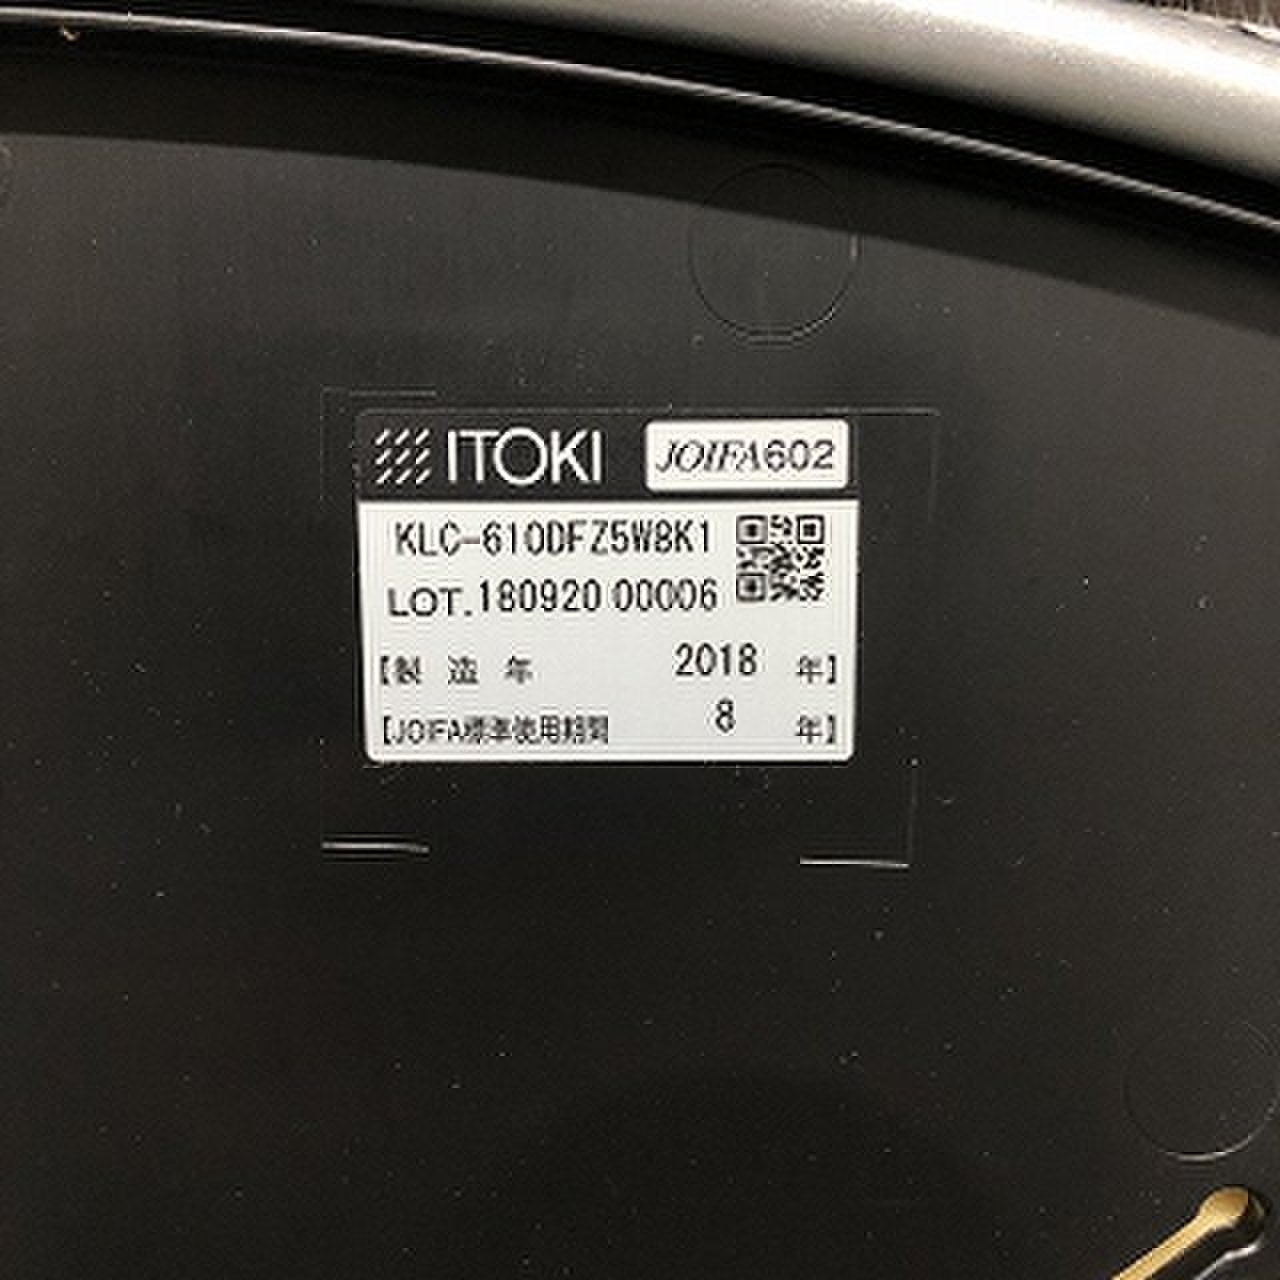 ITOKI JOIFA602
KLC-610DFZ5W8K1
LOT.180920 00006
【製 造 年 2018 年】
【JOIFA標準使用期間 8 年】